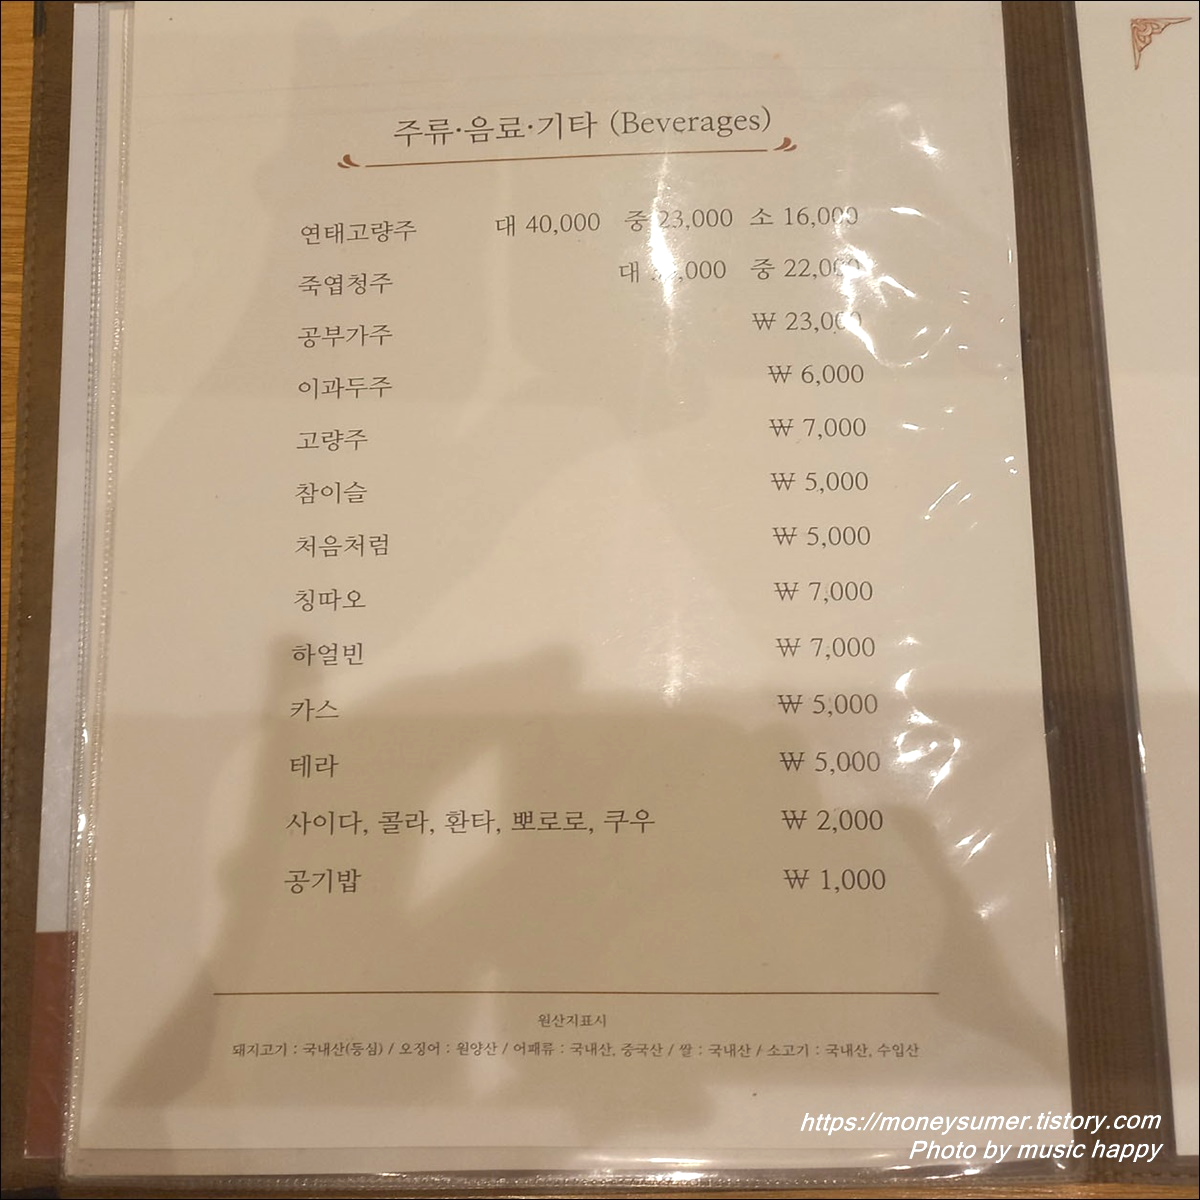 주류·음료·기타 (Beverages)
연태고량주 대 40,000 중 23,000 소 16,000
죽엽청주 대 중 22,000
공부가주 ₩ 23,000
이과두주 ₩ 6,000
고량주 ₩ 7,000
참이슬 ₩ 5,000
처음처럼 ₩ 5,000
칭따오 ₩ 7,000
하얼빈 ₩ 7,000
카스 ₩ 5,000
테라 ₩ 5,000
사이다, 콜라, 환타, 뽀로로, 쿠우 ₩ 2,000
공기밥 ₩ 1,000
원산지표시
돼지고기 : 국내산(등심) / 오징어 : 원양산 / 어패류 : 국내산, 중국산 / 쌀 : 국내산 / 소고기 : 국내산, 수입산
https://moneysumer.tistory.com
Photo by music happy